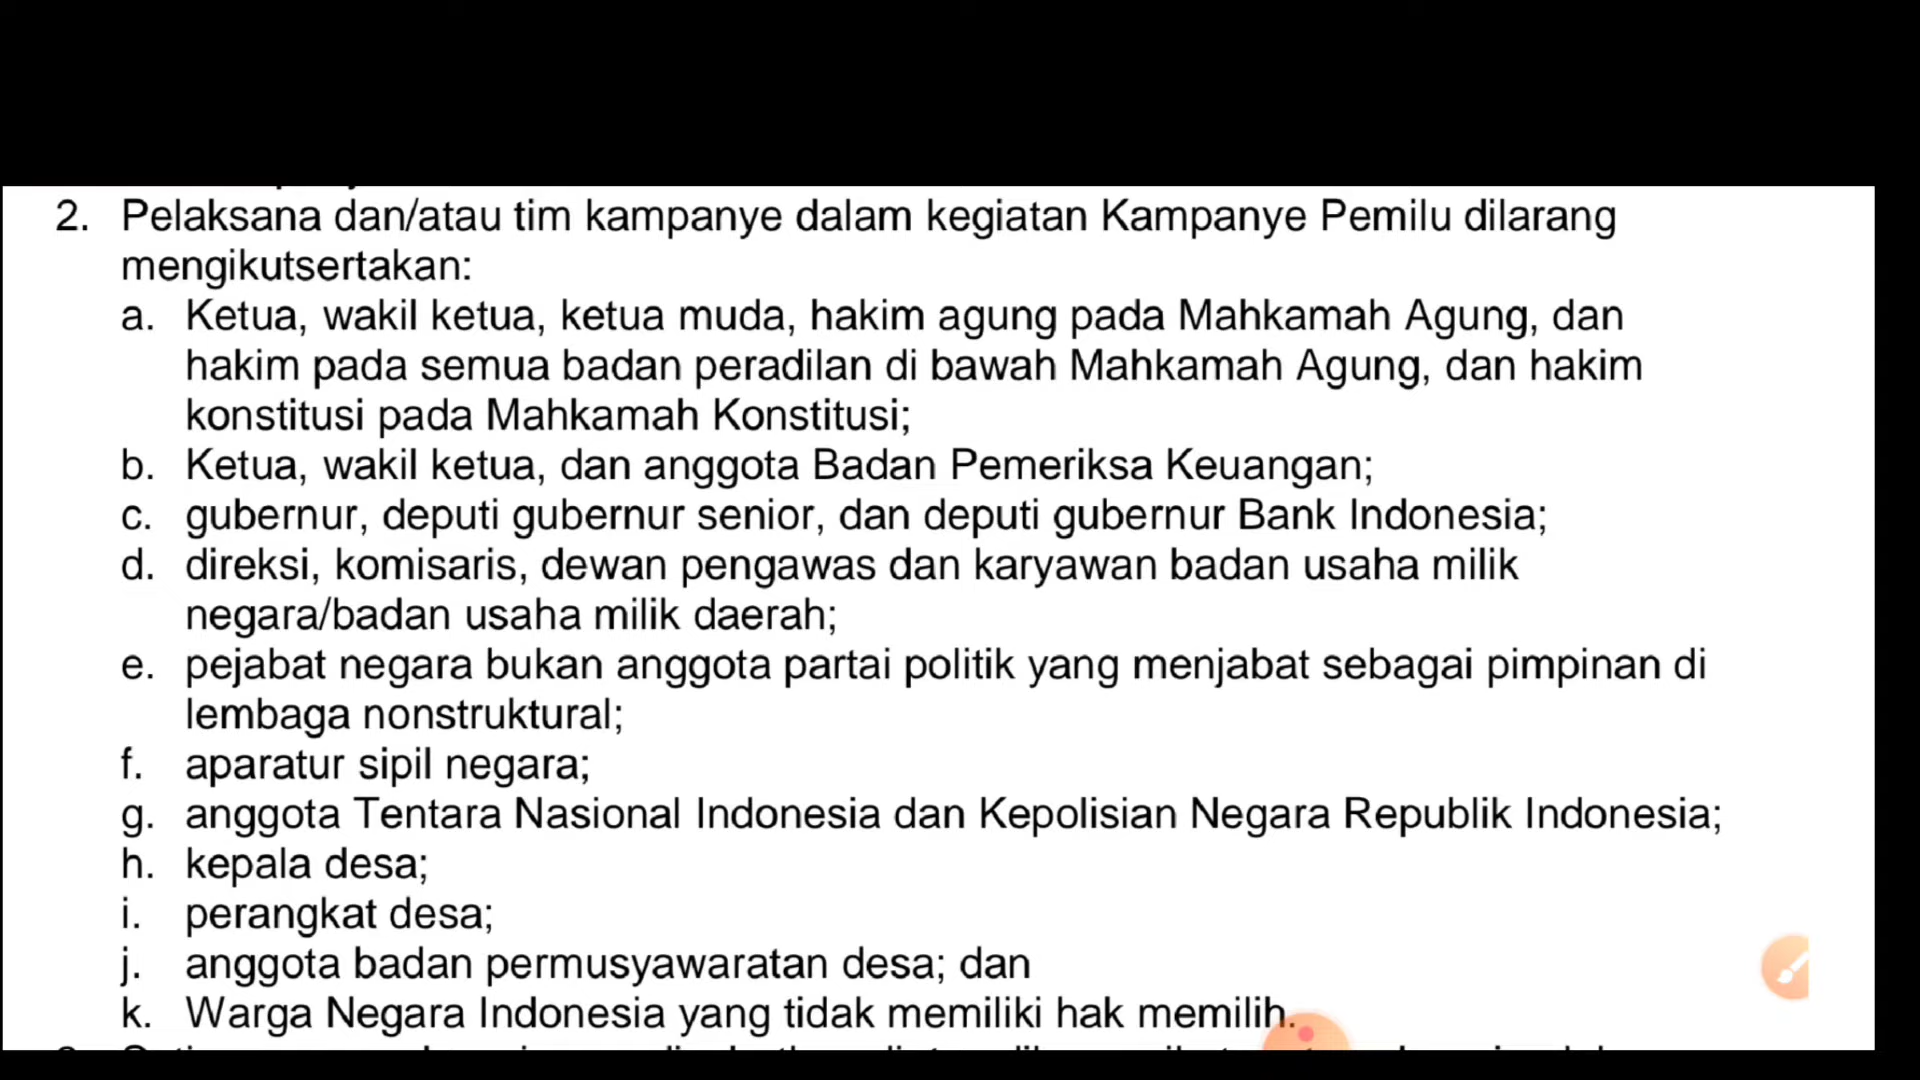 2. Pelaksana dan/atau tim kampanye dalam kegiatan Kampanye Pemilu dilarang
mengikutsertakan:
a. Ketua, wakil ketua, ketua muda, hakim agung pada Mahkamah Agung, dan
hakim pada semua badan peradilan di bawah Mahkamah Agung, dan hakim
konstitusi pada Mahkamah Konstitusi;
b. Ketua, wakil ketua, dan anggota Badan Pemeriksa Keuangan;
c. gubernur, deputi gubernur senior, dan deputi gubernur Bank Indonesia;
d. direksi, komisaris, dewan pengawas dan karyawan badan usaha milik
negara/badan usaha milik daerah;
e. pejabat negara bukan anggota partai politik yang menjabat sebagai pimpinan di
lembaga nonstruktural;
f. aparatur sipil negara;
g. anggota Tentara Nasional Indonesia dan Kepolisian Negara Republik Indonesia;
h. kepala desa;
i. perangkat desa;
j. anggota badan permusyawaratan desa; dan
k. Warga Negara Indonesia yang tidak memiliki hak memilih.